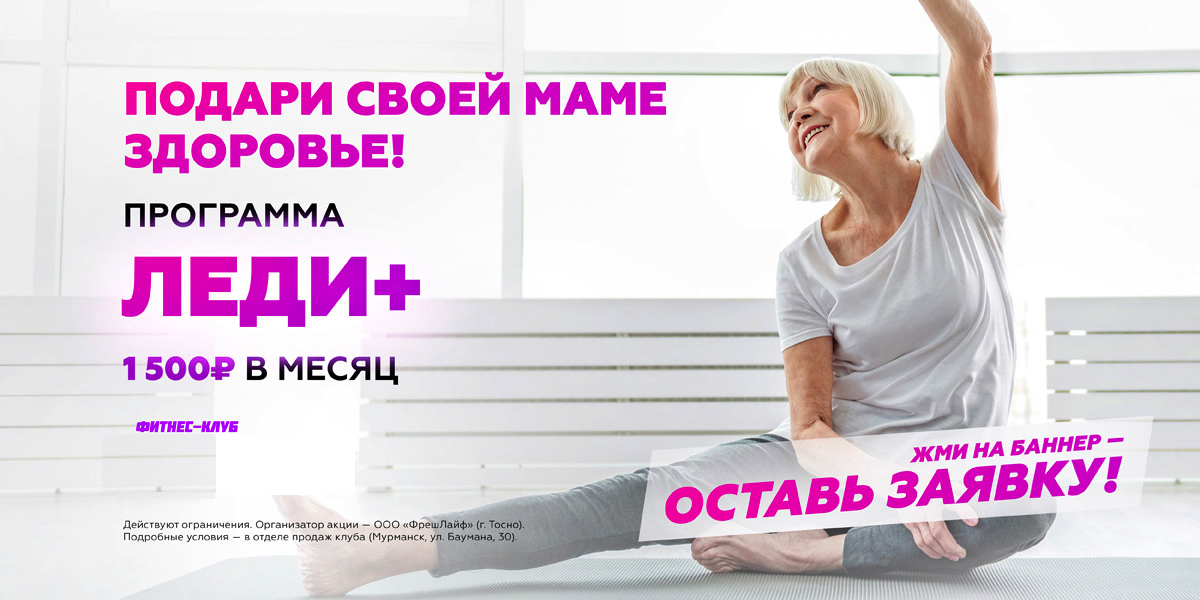 ПОДАРИ СВОЕЙ МАМЕ
ЗДОРОВЬЕ!
ПРОГРАММА
ЛЕДИ+
1 500₽ В МЕСЯЦ
ФИТНЕС-КЛУБ
ЖМИ НА БАННЕР —
ОСТАВЬ ЗАЯВКУ!
Действуют ограничения. Организатор акции — ООО «ФрешЛайф» (г. Тосно).
Подробные условия — в отделе продаж клуба (Мурманск, ул. Баумана, 30).